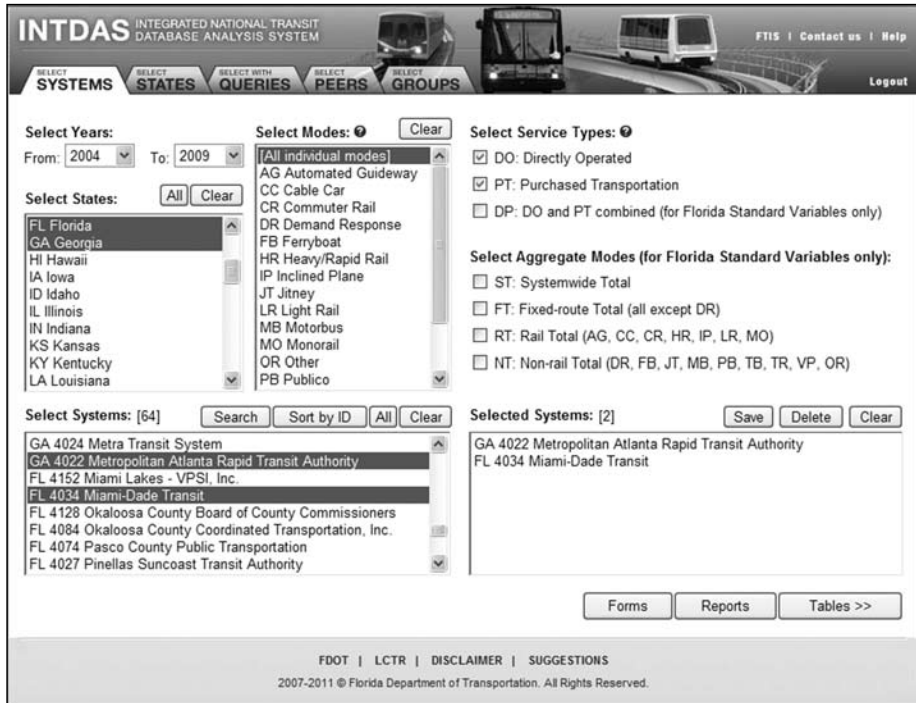 INTDAS INTEGRATED NATIONAL TRANSIT
DATABASE ANALYSIS SYSTEM
FTIS | Contact us | Help
SELECT SYSTEMS
SELECT STATES
SELECT WITH QUERIES
SELECT PEERS
SELECT GROUPS
Logout
Select Years:
From: 2004 To: 2009
Select States: All Clear
FL Florida
GA Georgia
HI Hawaii
IA Iowa
ID Idaho
IL Illinois
IN Indiana
KS Kansas
KY Kentucky
LA Louisiana
Select Modes: ? Clear
[All individual modes]
AG Automated Guideway
CC Cable Car
CR Commuter Rail
DR Demand Response
FB Ferryboat
HR Heavy/Rapid Rail
IP Inclined Plane
JT Jitney
LR Light Rail
MB Motorbus
MO Monorail
OR Other
PB Publico
Select Service Types: ?
DO: Directly Operated
PT: Purchased Transportation
DP: DO and PT combined (for Florida Standard Variables only)
Select Aggregate Modes (for Florida Standard Variables only):
ST: Systemwide Total
FT: Fixed-route Total (all except DR)
RT: Rail Total (AG, CC, CR, HR, IP, LR, MO)
NT: Non-rail Total (DR, FB, JT, MB, PB, TB, TR, VP, OR)
Select Systems: [64] Search Sort by ID All Clear
GA 4024 Metra Transit System
GA 4022 Metropolitan Atlanta Rapid Transit Authority
FL 4152 Miami Lakes - VPSI, Inc.
FL 4034 Miami-Dade Transit
FL 4128 Okaloosa County Board of County Commissioners
FL 4084 Okaloosa County Coordinated Transportation, Inc.
FL 4074 Pasco County Public Transportation
FL 4027 Pinellas Suncoast Transit Authority
Selected Systems: [2] Save Delete Clear
GA 4022 Metropolitan Atlanta Rapid Transit Authority
FL 4034 Miami-Dade Transit
Forms Reports Tables >>
FDOT | LCTR | DISCLAIMER | SUGGESTIONS
2007-2011 © Florida Department of Transportation. All Rights Reserved.